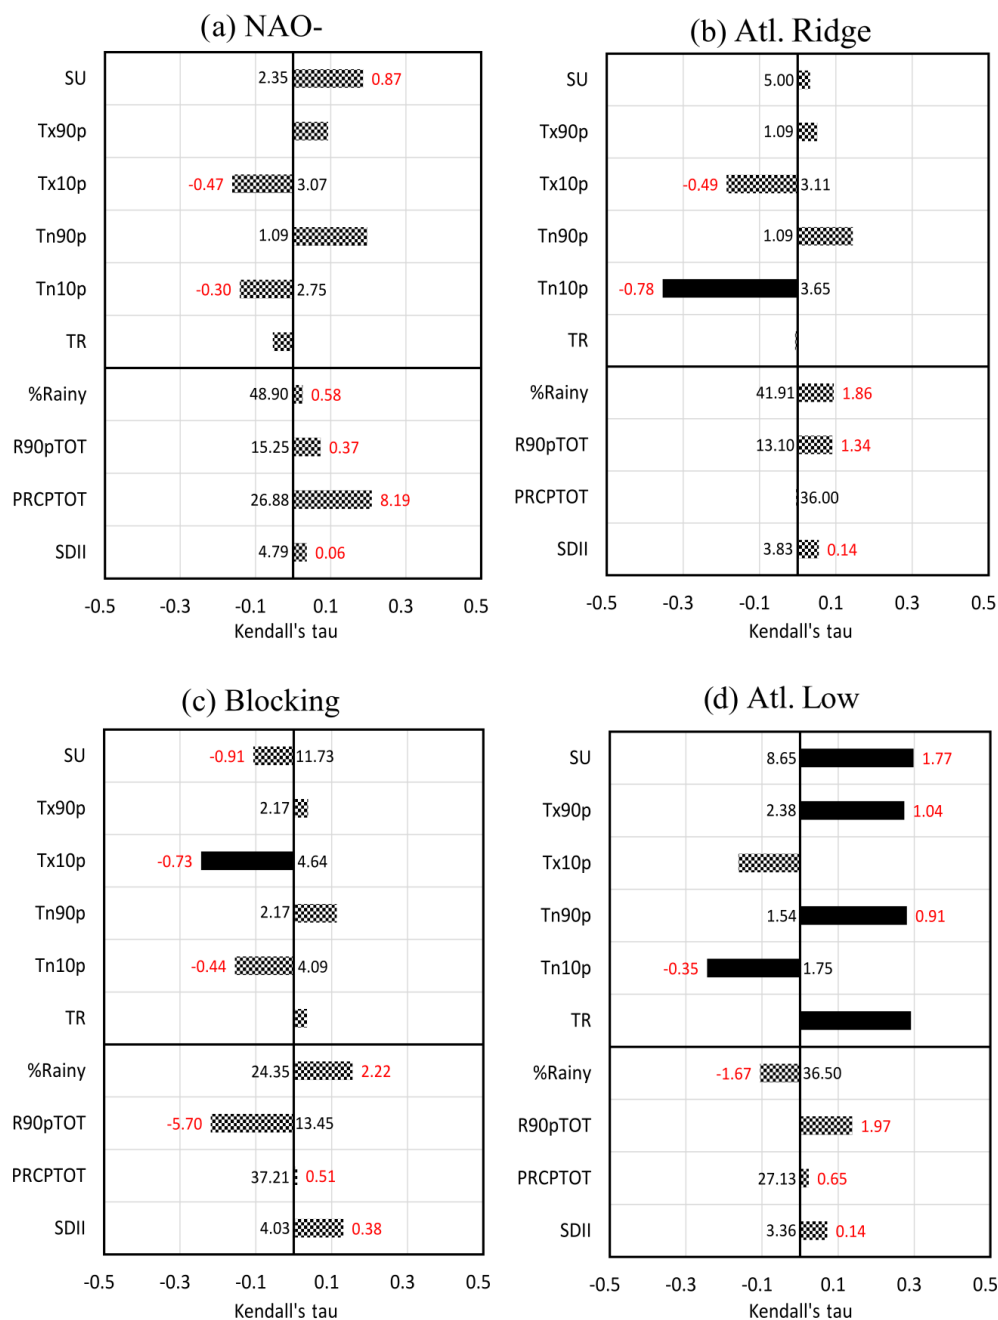 (a) NAO-
SU 2.35 0.87
Tx90p
Tx10p -0.47 3.07
Tn90p 1.09
Tn10p -0.30 2.75
TR
%Rainy 48.90 0.58
R90pTOT 15.25 0.37
PRCPTOT 26.88 8.19
SDII 4.79 0.06
-0.5 -0.3 -0.1 0.1 0.3 0.5
Kendall's tau
(b) Atl. Ridge
SU 5.00
Tx90p 1.09
Tx10p -0.49 3.11
Tn90p 1.09
Tn10p -0.78 3.65
TR
%Rainy 41.91 1.86
R90pTOT 13.10 1.34
PRCPTOT 36.00
SDII 3.83 0.14
-0.5 -0.3 -0.1 0.1 0.3 0.5
Kendall's tau
(c) Blocking
SU -0.91 11.73
Tx90p 2.17
Tx10p -0.73 4.64
Tn90p 2.17
Tn10p -0.44 4.09
TR
%Rainy 24.35 2.22
R90pTOT -5.70 13.45
PRCPTOT 37.21 0.51
SDII 4.03 0.38
-0.5 -0.3 -0.1 0.1 0.3 0.5
Kendall's tau
(d) Atl. Low
SU 8.65 1.77
Tx90p 2.38 1.04
Tx10p
Tn90p 1.54 0.91
Tn10p -0.35 1.75
TR
%Rainy -1.67 36.50
R90pTOT 1.97
PRCPTOT 27.13 0.65
SDII 3.36 0.14
-0.5 -0.3 -0.1 0.1 0.3 0.5
Kendall's tau